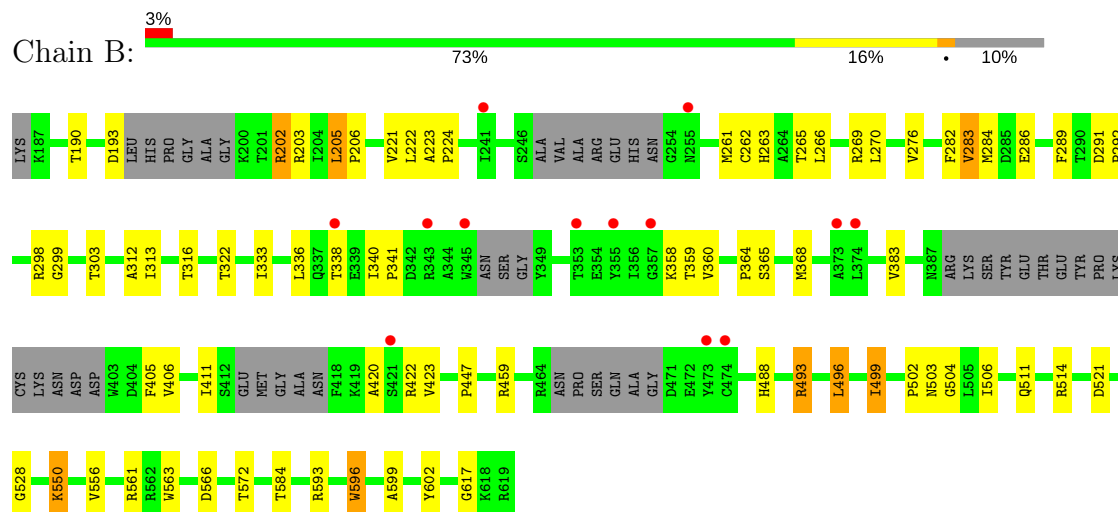 3%
Chain B:
73% 16% • 10%
LYS K187 T190 D193 LEU HIS PRO GLY ALA GLY K200 T201 R202 R203 I204 L205 P206 V221 L222 A223 P224 I241 S246 ALA VAL ALA ARG GLU HIS ASN G254 N255 M261 C262 H263 A264 T265 L266 R269 L270 V276 F282 V283 M284 D285 E286 F289 T290 D291 P292
R298 G299 T303 A312 I313 T316 T322 I333 L336 Q337 T338 E339 I340 P341 D342 R343 A344 W345 ASN SER GLY Y349 T353 E354 Y355 I356 G357 K358 T359 V360 P364 S365 M368 A373 L374 V383 N387 ARG LYS SER TYR GLU THR GLU TYR PRO LYS
CYS LYS ASN ASP ASP W403 D404 F405 V406 I411 S412 GLU MET GLY ALA ASN F418 K419 A420 S421 R422 V423 P447 R459 R464 ASN PRO SER GLN ALA GLY D471 E472 Y473 C474 H488 R493 L496 I499 P502 N503 G504 L505 I506 Q511 R514 D521
G528 K550 V556 R561 R562 W563 D566 T572 T584 R593 W596 A599 Y602 G617 K618 R619